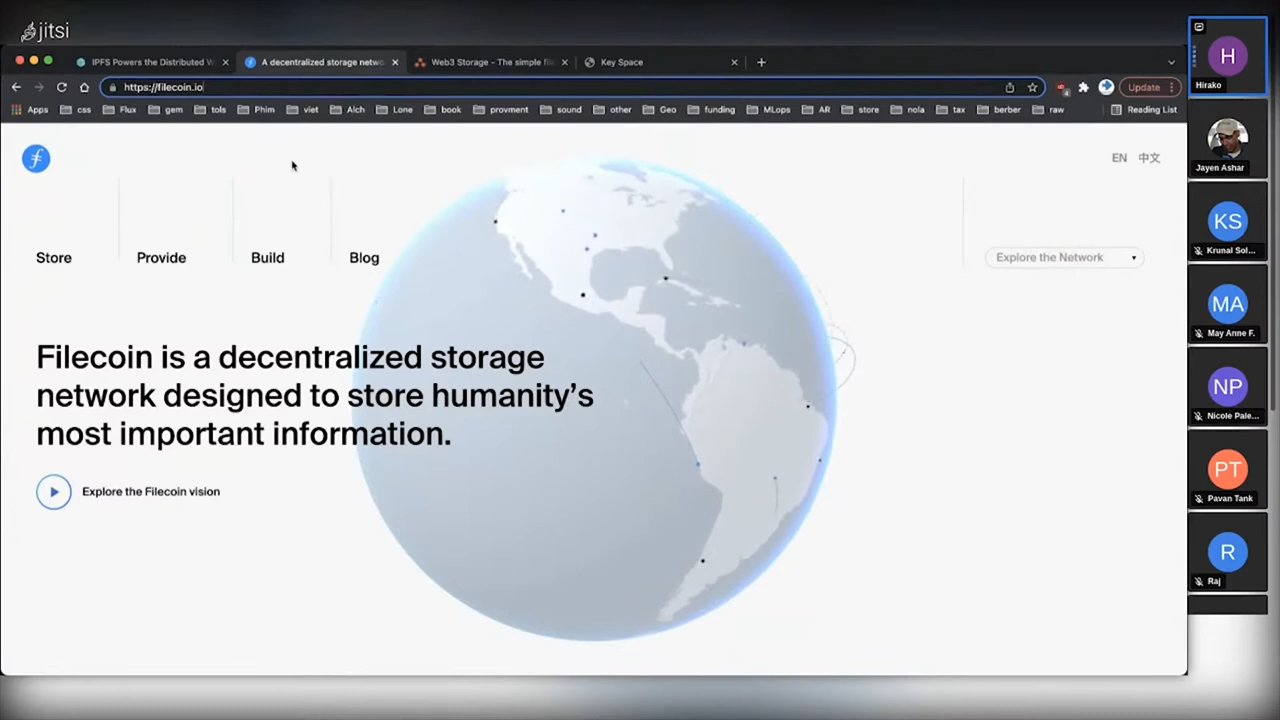 jitsi
IPFS Powers the Distributed W
A decentralized storage netwo
Web3 Storage - The simple fil
Key Space
https://filecoin.io
Update
Apps css Flux gem tols Phim viet Aich Lone book provment sound other Geo funding MLops AR store nola tax berber raw Reading List
EN 中文
Store Provide Build Blog
Explore the Network
Filecoin is a decentralized storage
network designed to store humanity's
most important information.
Explore the Filecoin vision
H
Hirako
Jayen Ashar
KS
Krunal Sol...
MA
May Anne F.
NP
Nicole Pale...
PT
Pavan Tank
R
Raj